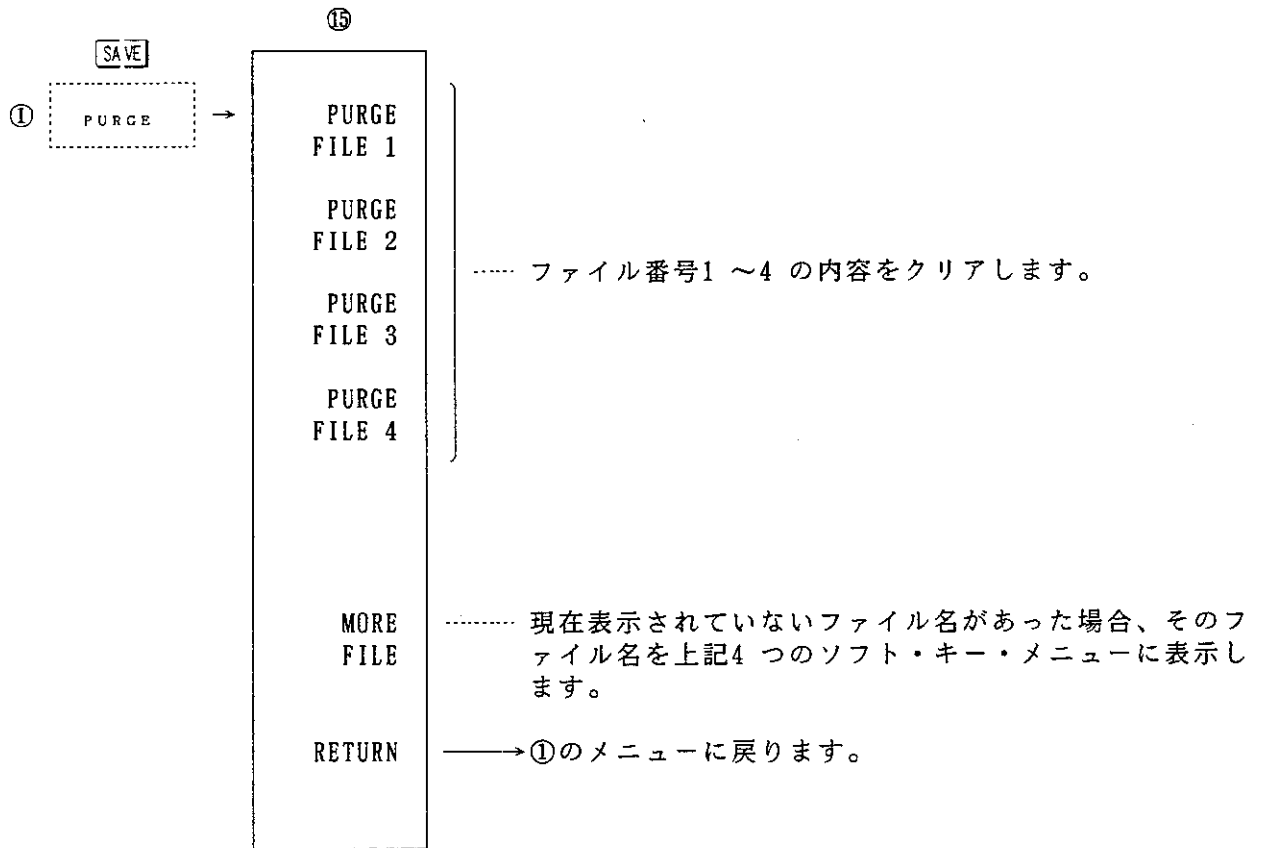 ⑮
SAVE
① PURGE →
PURGE
FILE 1
PURGE
FILE 2
…… ファイル番号1 ～4 の内容をクリアします。
PURGE
FILE 3
PURGE
FILE 4
MORE ……… 現在表示されていないファイル名があった場合、そのフ
FILE ァイル名を上記4 つのソフト・キー・メニューに表示し
ます。
RETURN ――→①のメニューに戻ります。